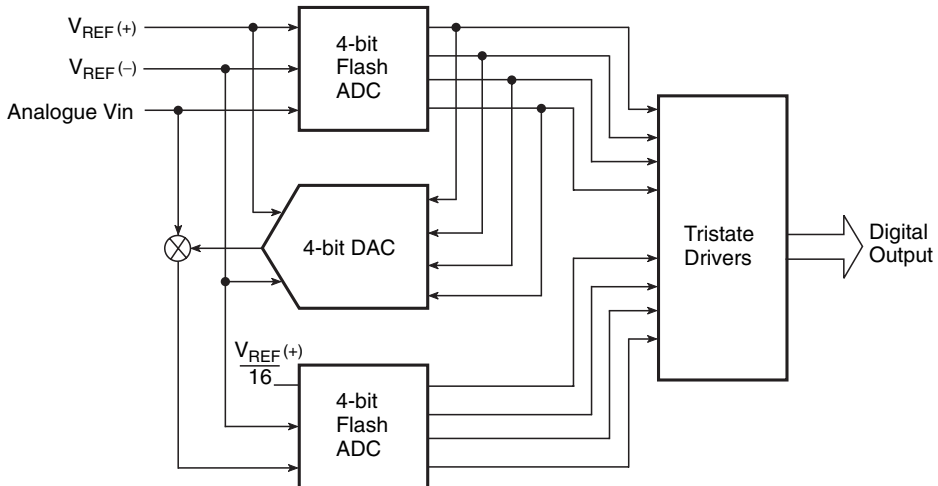 V_REF(+)
V_REF(−)
Analogue Vin
4-bit
Flash
ADC
4-bit DAC
V_REF(+)
16
4-bit
Flash
ADC
Tristate
Drivers
Digital
Output